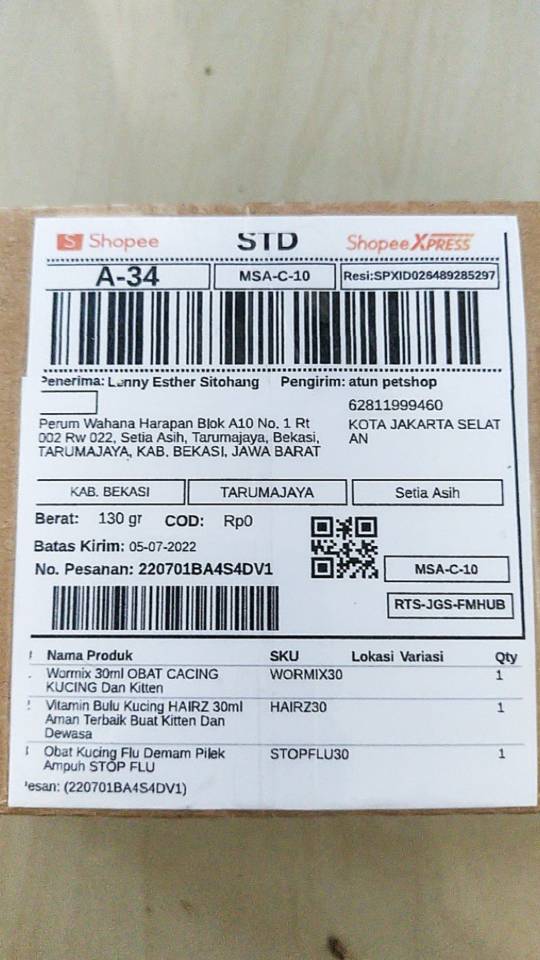 Shopee STD Shopee XPRESS
A-34 MSA-C-10 Resi:SPXID026489285297
Penerima: Lenny Esther Sitohang Pengirim: atun petshop
62811999460
Perum Wahana Harapan Blok A10 No. 1 Rt KOTA JAKARTA SELAT
002 Rw 022, Setia Asih, Tarumajaya, Bekasi, AN
TARUMAJAYA, KAB. BEKASI, JAWA BARAT
KAB. BEKASI TARUMAJAYA Setia Asih
Berat: 130 gr COD: Rp0
Batas Kirim: 05-07-2022
No. Pesanan: 220701BA4S4DV1 MSA-C-10
RTS-JGS-FMHUB
Nama Produk SKU Lokasi Variasi Qty
Wormix 30ml OBAT CACING WORMIX30 1
KUCING Dan Kitten
Vitamin Bulu Kucing HAIRZ 30ml HAIRZ30 1
Aman Terbaik Buat Kitten Dan
Dewasa
Obat Kucing Flu Demam Pilek STOPFLU30 1
Ampuh STOP FLU
esan: (220701BA4S4DV1)